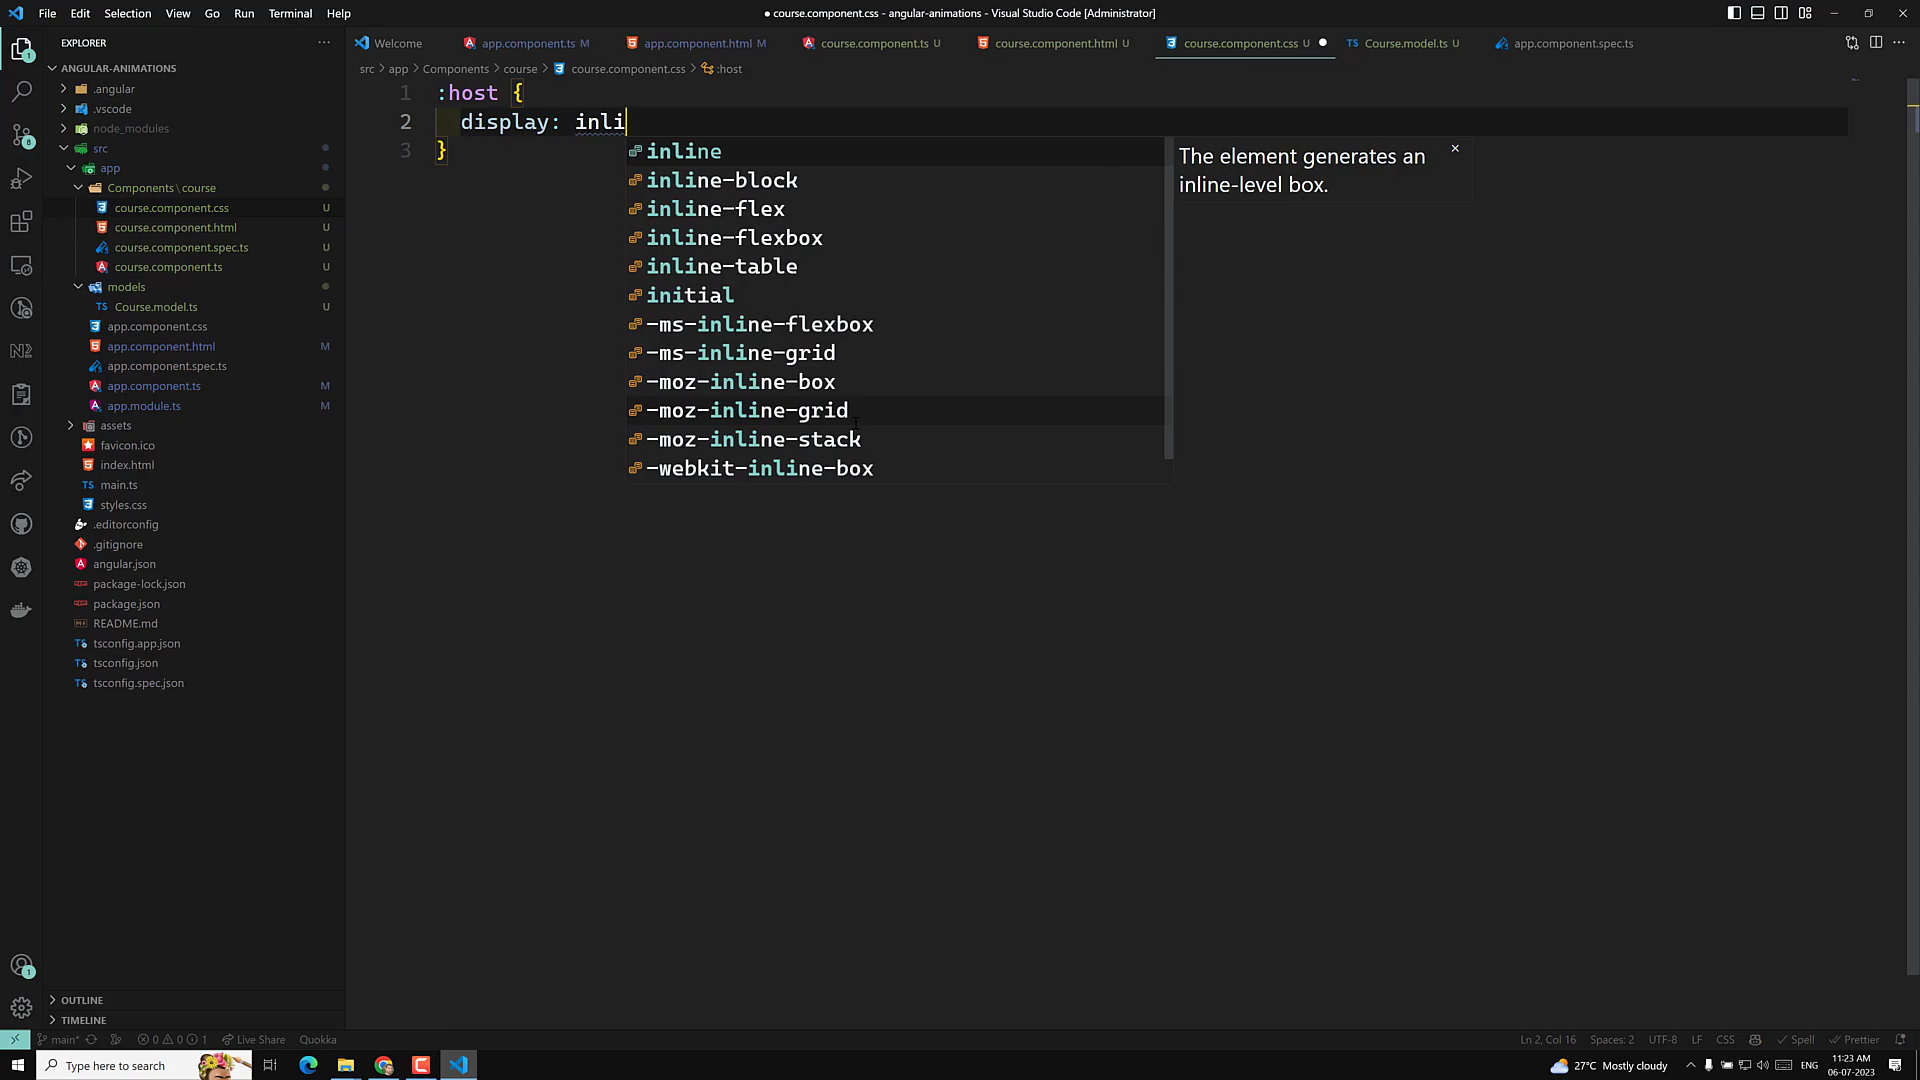 File Edit Selection View Go Run Terminal Help
● course.component.css - angular-animations - Visual Studio Code [Administrator]
EXPLORER
Welcome
app.component.ts M
app.component.html M
course.component.ts U
course.component.html U
course.component.css U
Course.model.ts U
app.component.spec.ts
src > app > Components > course > course.component.css > :host
ANGULAR-ANIMATIONS
.angular
.vscode
node_modules
src
app
Components\course
course.component.css U
course.component.html U
course.component.spec.ts U
course.component.ts U
models
Course.model.ts U
app.component.css
app.component.html M
app.component.spec.ts
app.component.ts M
app.module.ts M
assets
favicon.ico
index.html
main.ts
styles.css
.editorconfig
.gitignore
angular.json
package-lock.json
package.json
README.md
tsconfig.app.json
tsconfig.json
tsconfig.spec.json
OUTLINE
TIMELINE
1 :host {
2 display: inli
3 }
inline
inline-block
inline-flex
inline-flexbox
inline-table
initial
-ms-inline-flexbox
-ms-inline-grid
-moz-inline-box
-moz-inline-grid
-moz-inline-stack
-webkit-inline-box
The element generates an
inline-level box.
main* 0 0 1 Live Share Quokka
Ln 2, Col 16 Spaces: 2 UTF-8 LF CSS Spell Prettier
Type here to search
27°C Mostly cloudy
ENG
11:23 AM
06-07-2023